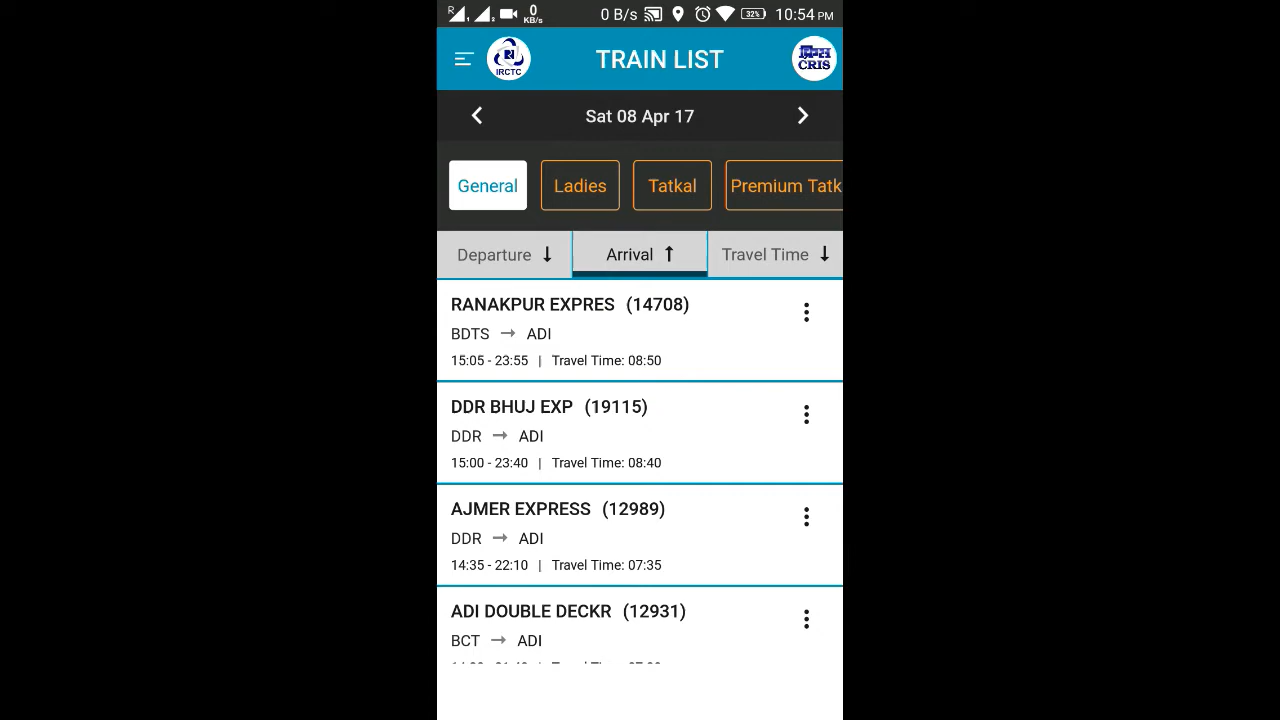 R 1 2 0 KB/s 0 B/s 32% 10:54 PM
IRCTC TRAIN LIST CRIS
Sat 08 Apr 17
General Ladies Tatkal Premium Tatk
Departure Arrival Travel Time
RANAKPUR EXPRES (14708)
BDTS → ADI
15:05 - 23:55 | Travel Time: 08:50
DDR BHUJ EXP (19115)
DDR → ADI
15:00 - 23:40 | Travel Time: 08:40
AJMER EXPRESS (12989)
DDR → ADI
14:35 - 22:10 | Travel Time: 07:35
ADI DOUBLE DECKR (12931)
BCT → ADI